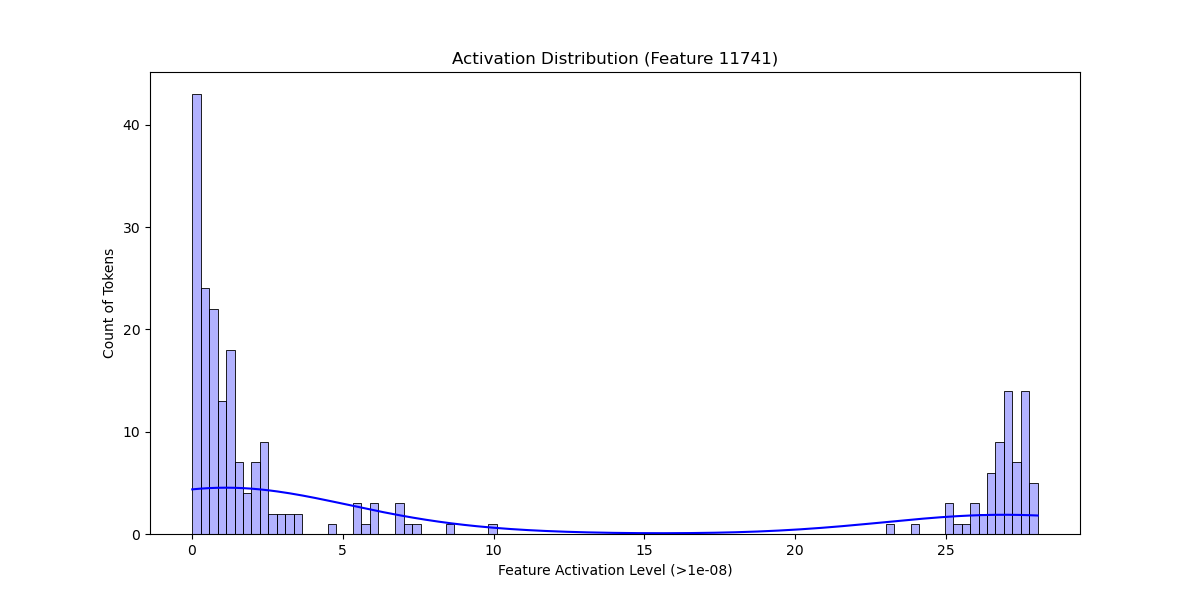 Activation Distribution (Feature 11741)
40
30
20
10
0
Count of Tokens
0 5 10 15 20 25
Feature Activation Level (>1e-08)